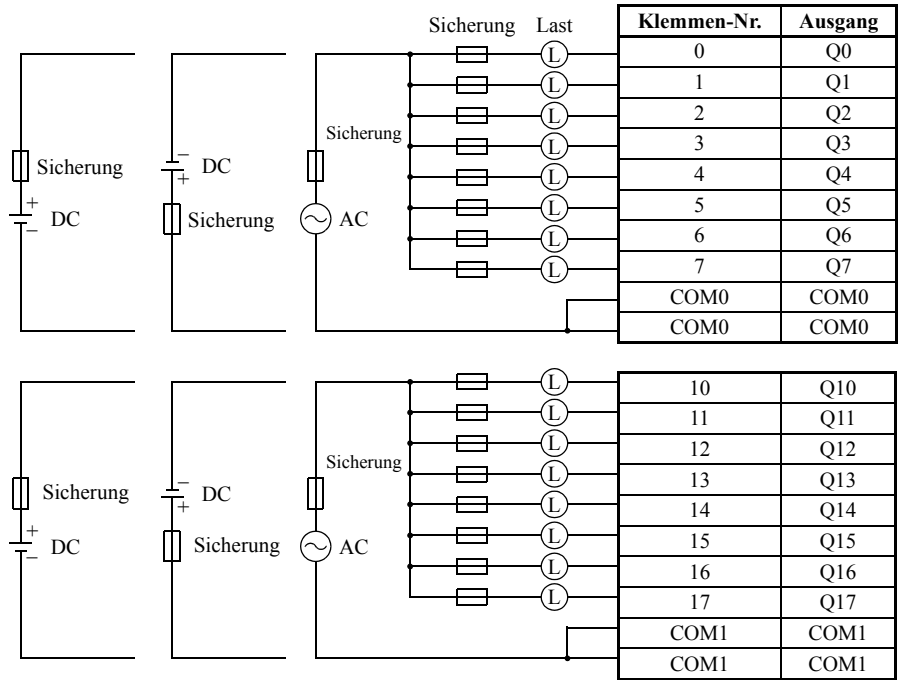 Sicherung Last Klemmen-Nr. Ausgang
L 0 Q0
L 1 Q1
L 2 Q2
Sicherung L 3 Q3
Sicherung − DC + L 4 Q4
+ DC − Sicherung AC L 5 Q5
L 6 Q6
L 7 Q7
COM0 COM0
COM0 COM0
L 10 Q10
L 11 Q11
L 12 Q12
Sicherung L 13 Q13
Sicherung − DC + L 14 Q14
+ DC − Sicherung AC L 15 Q15
L 16 Q16
L 17 Q17
COM1 COM1
COM1 COM1